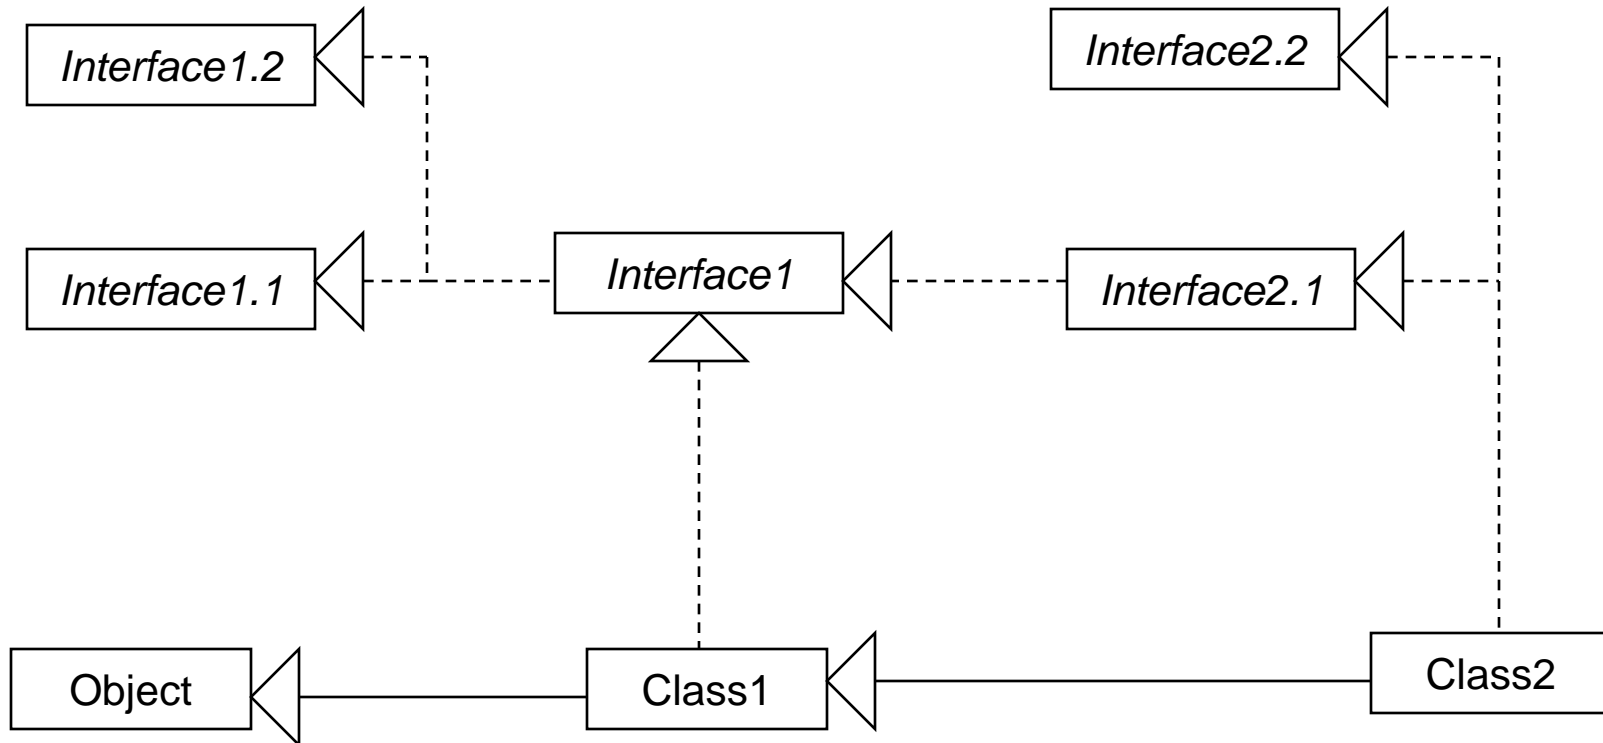 Interface1.2
Interface2.2
Interface1.1
Interface1
Interface2.1
Object
Class1
Class2